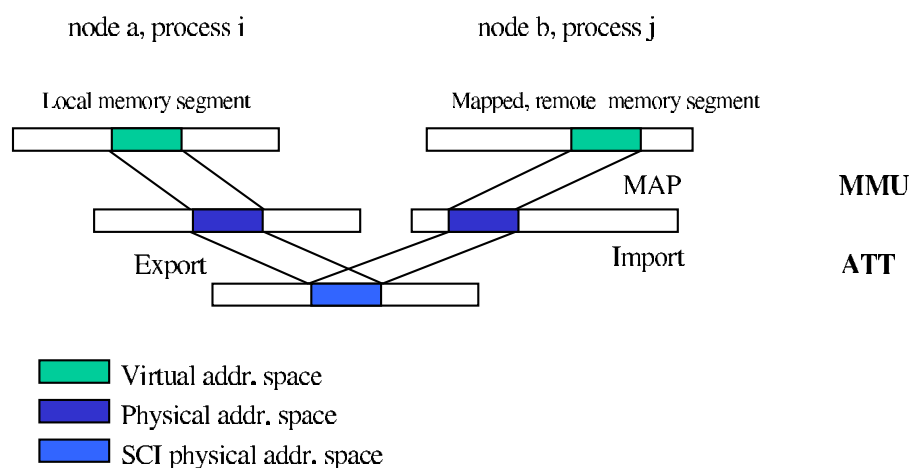 node a, process i
node b, process j
Local memory segment
Mapped, remote memory segment
MAP
MMU
Export
Import
ATT
Virtual addr. space
Physical addr. space
SCI physical addr. space